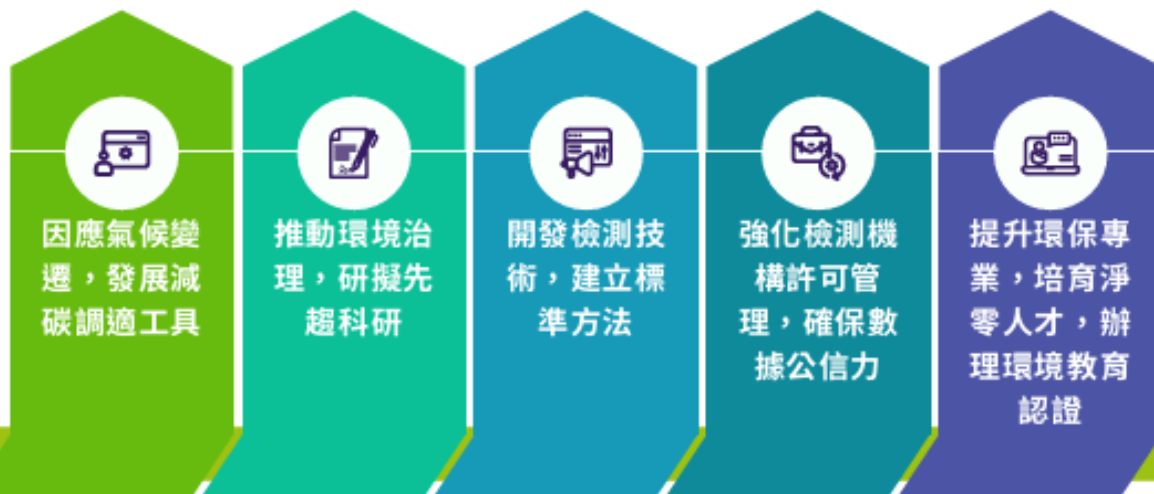 因應氣候變
遷，發展減
碳調適工具
推動環境治
理，研擬先
趨科研
開發檢測技
術，建立標
準方法
強化檢測機
構許可管
理，確保數
據公信力
提升環保專
業，培育淨
零人才，辦
理環境教育
認證